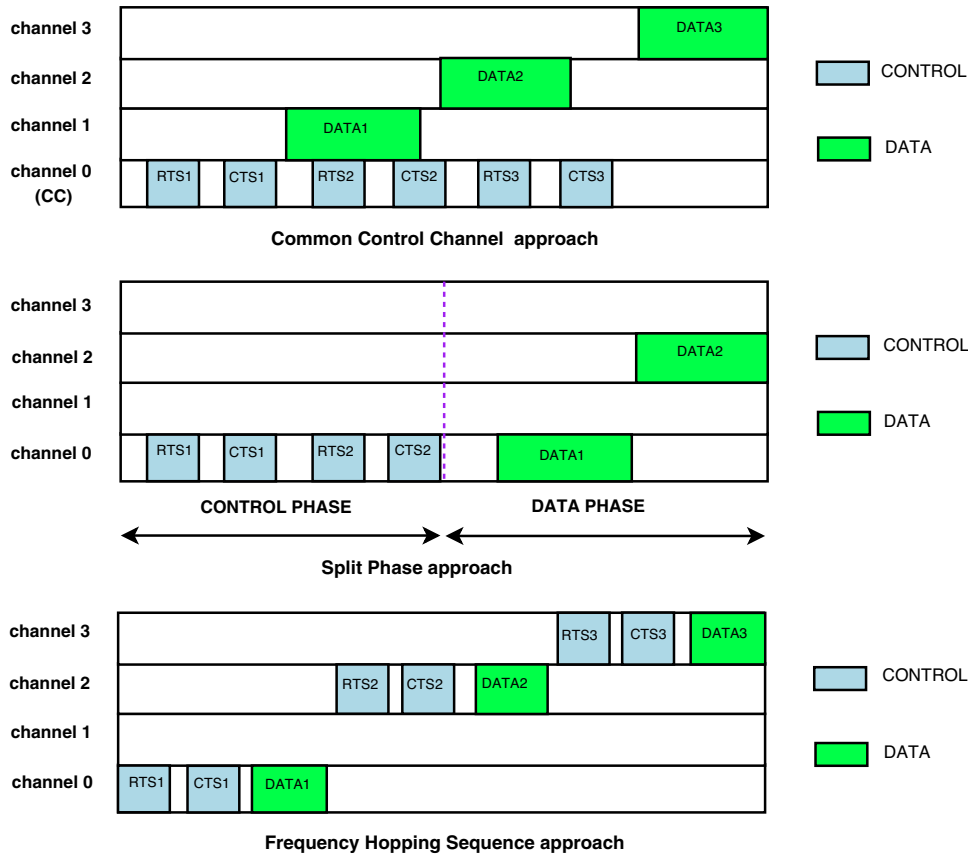 channel 3
DATA3
CONTROL
channel 2
DATA2
channel 1
DATA1
DATA
channel 0
(CC)
RTS1
CTS1
RTS2
CTS2
RTS3
CTS3
Common Control Channel approach
channel 3
CONTROL
channel 2
DATA2
channel 1
DATA
channel 0
RTS1
CTS1
RTS2
CTS2
DATA1
CONTROL PHASE
DATA PHASE
Split Phase approach
channel 3
RTS3
CTS3
DATA3
CONTROL
channel 2
RTS2
CTS2
DATA2
channel 1
DATA
channel 0
RTS1
CTS1
DATA1
Frequency Hopping Sequence approach